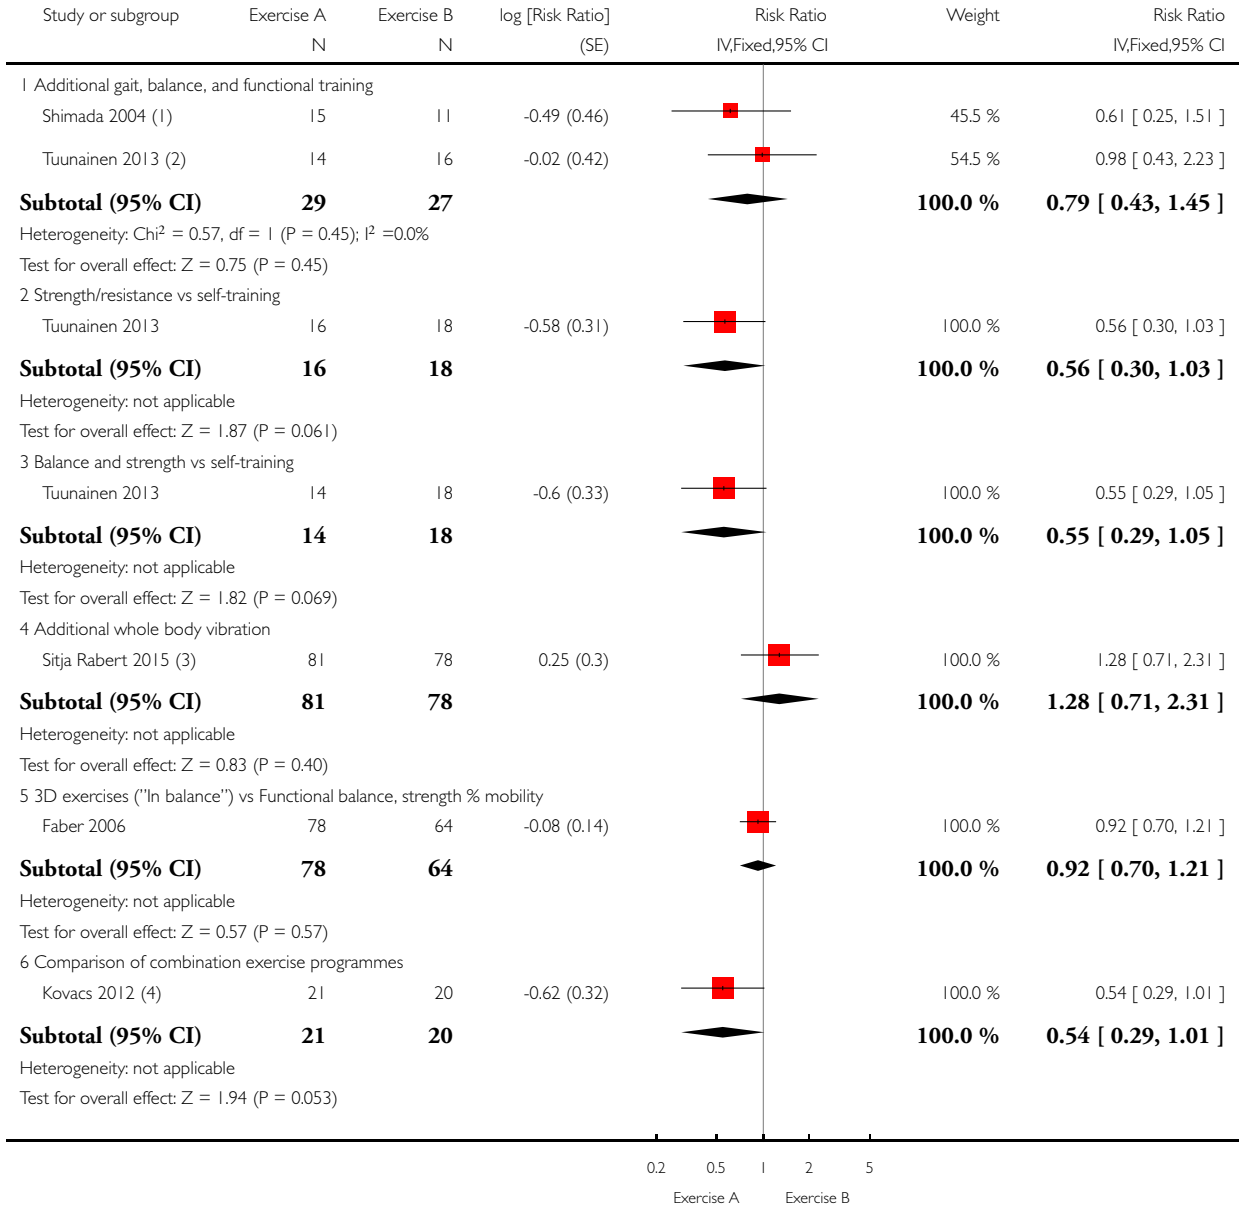 Study or subgroup Exercise A Exercise B log [Risk Ratio] Risk Ratio Weight Risk Ratio
N N (SE) IV,Fixed,95% CI IV,Fixed,95% CI
1 Additional gait, balance, and functional training
Shimada 2004 (1) 15 11 -0.49 (0.46) 45.5 % 0.61 [ 0.25, 1.51 ]
Tuunainen 2013 (2) 14 16 -0.02 (0.42) 54.5 % 0.98 [ 0.43, 2.23 ]
Subtotal (95% CI) 29 27 100.0 % 0.79 [ 0.43, 1.45 ]
Heterogeneity: Chi² = 0.57, df = 1 (P = 0.45); I² =0.0%
Test for overall effect: Z = 0.75 (P = 0.45)
2 Strength/resistance vs self-training
Tuunainen 2013 16 18 -0.58 (0.31) 100.0 % 0.56 [ 0.30, 1.03 ]
Subtotal (95% CI) 16 18 100.0 % 0.56 [ 0.30, 1.03 ]
Heterogeneity: not applicable
Test for overall effect: Z = 1.87 (P = 0.061)
3 Balance and strength vs self-training
Tuunainen 2013 14 18 -0.6 (0.33) 100.0 % 0.55 [ 0.29, 1.05 ]
Subtotal (95% CI) 14 18 100.0 % 0.55 [ 0.29, 1.05 ]
Heterogeneity: not applicable
Test for overall effect: Z = 1.82 (P = 0.069)
4 Additional whole body vibration
Sitja Rabert 2015 (3) 81 78 0.25 (0.3) 100.0 % 1.28 [ 0.71, 2.31 ]
Subtotal (95% CI) 81 78 100.0 % 1.28 [ 0.71, 2.31 ]
Heterogeneity: not applicable
Test for overall effect: Z = 0.83 (P = 0.40)
5 3D exercises ("In balance") vs Functional balance, strength % mobility
Faber 2006 78 64 -0.08 (0.14) 100.0 % 0.92 [ 0.70, 1.21 ]
Subtotal (95% CI) 78 64 100.0 % 0.92 [ 0.70, 1.21 ]
Heterogeneity: not applicable
Test for overall effect: Z = 0.57 (P = 0.57)
6 Comparison of combination exercise programmes
Kovacs 2012 (4) 21 20 -0.62 (0.32) 100.0 % 0.54 [ 0.29, 1.01 ]
Subtotal (95% CI) 21 20 100.0 % 0.54 [ 0.29, 1.01 ]
Heterogeneity: not applicable
Test for overall effect: Z = 1.94 (P = 0.053)
0.2 0.5 1 2 5
Exercise A Exercise B